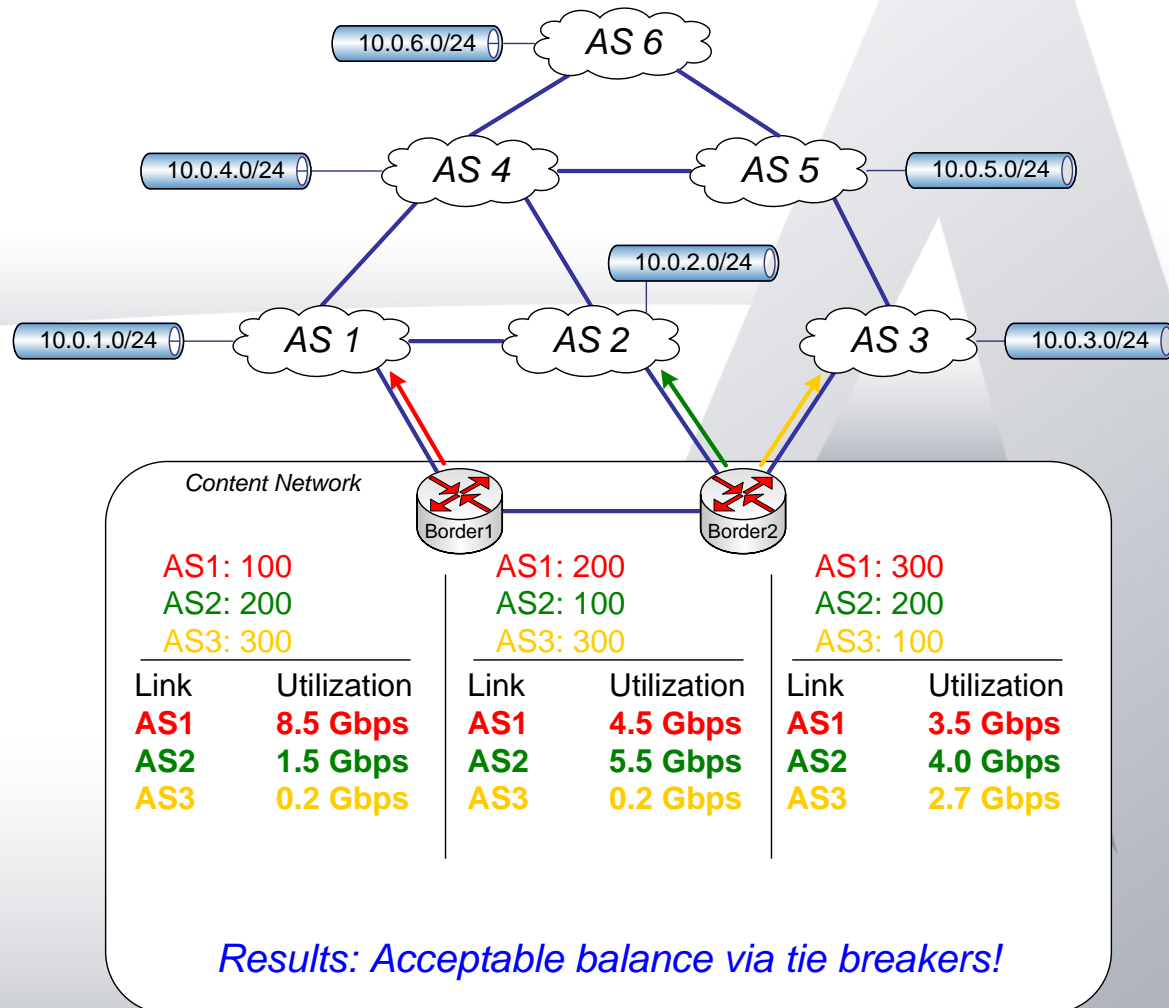 10.0.6.0/24
AS 6
10.0.4.0/24
AS 4
AS 5
10.0.5.0/24
10.0.2.0/24
10.0.1.0/24
AS 1
AS 2
AS 3
10.0.3.0/24
Content Network
Border1
Border2
AS1: 100
AS2: 200
AS3: 300
Link Utilization
AS1 8.5 Gbps
AS2 1.5 Gbps
AS3 0.2 Gbps
AS1: 200
AS2: 100
AS3: 300
Link Utilization
AS1 4.5 Gbps
AS2 5.5 Gbps
AS3 0.2 Gbps
AS1: 300
AS2: 200
AS3: 100
Link Utilization
AS1 3.5 Gbps
AS2 4.0 Gbps
AS3 2.7 Gbps
Results: Acceptable balance via tie breakers!